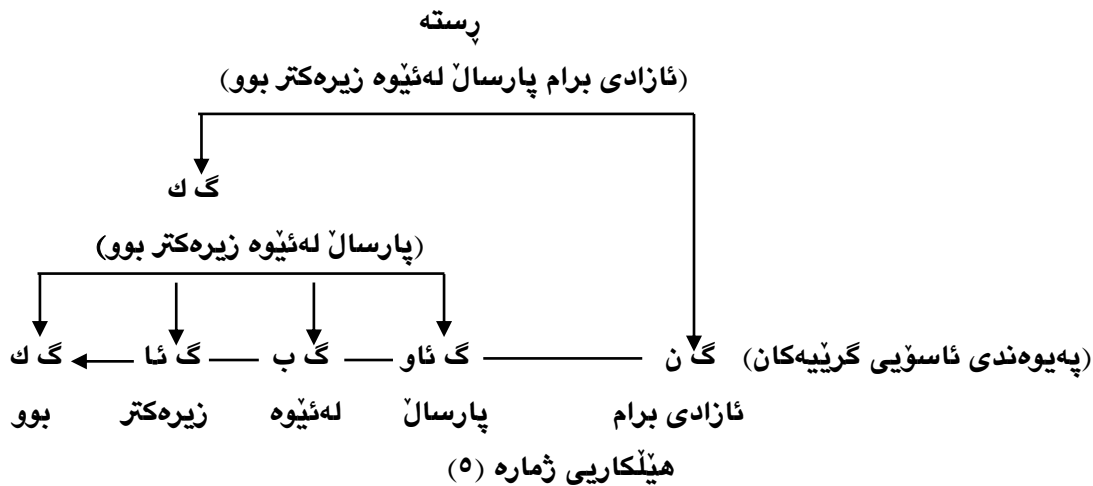 ڕسته
(ئازادی برام پارساڵ لەئێوە زیرەکتر بوو)
گ ك
(پارساڵ لەئێوە زیرەکتر بوو)
(پەیوەندی ئاسۆیی گرێیەکان) گ ن گ ئاو گ ب گ ئا گ ك
ئازادی برام پارساڵ لەئێوە زیرەکتر بوو
هێڵکاریی ژمارە (٥)